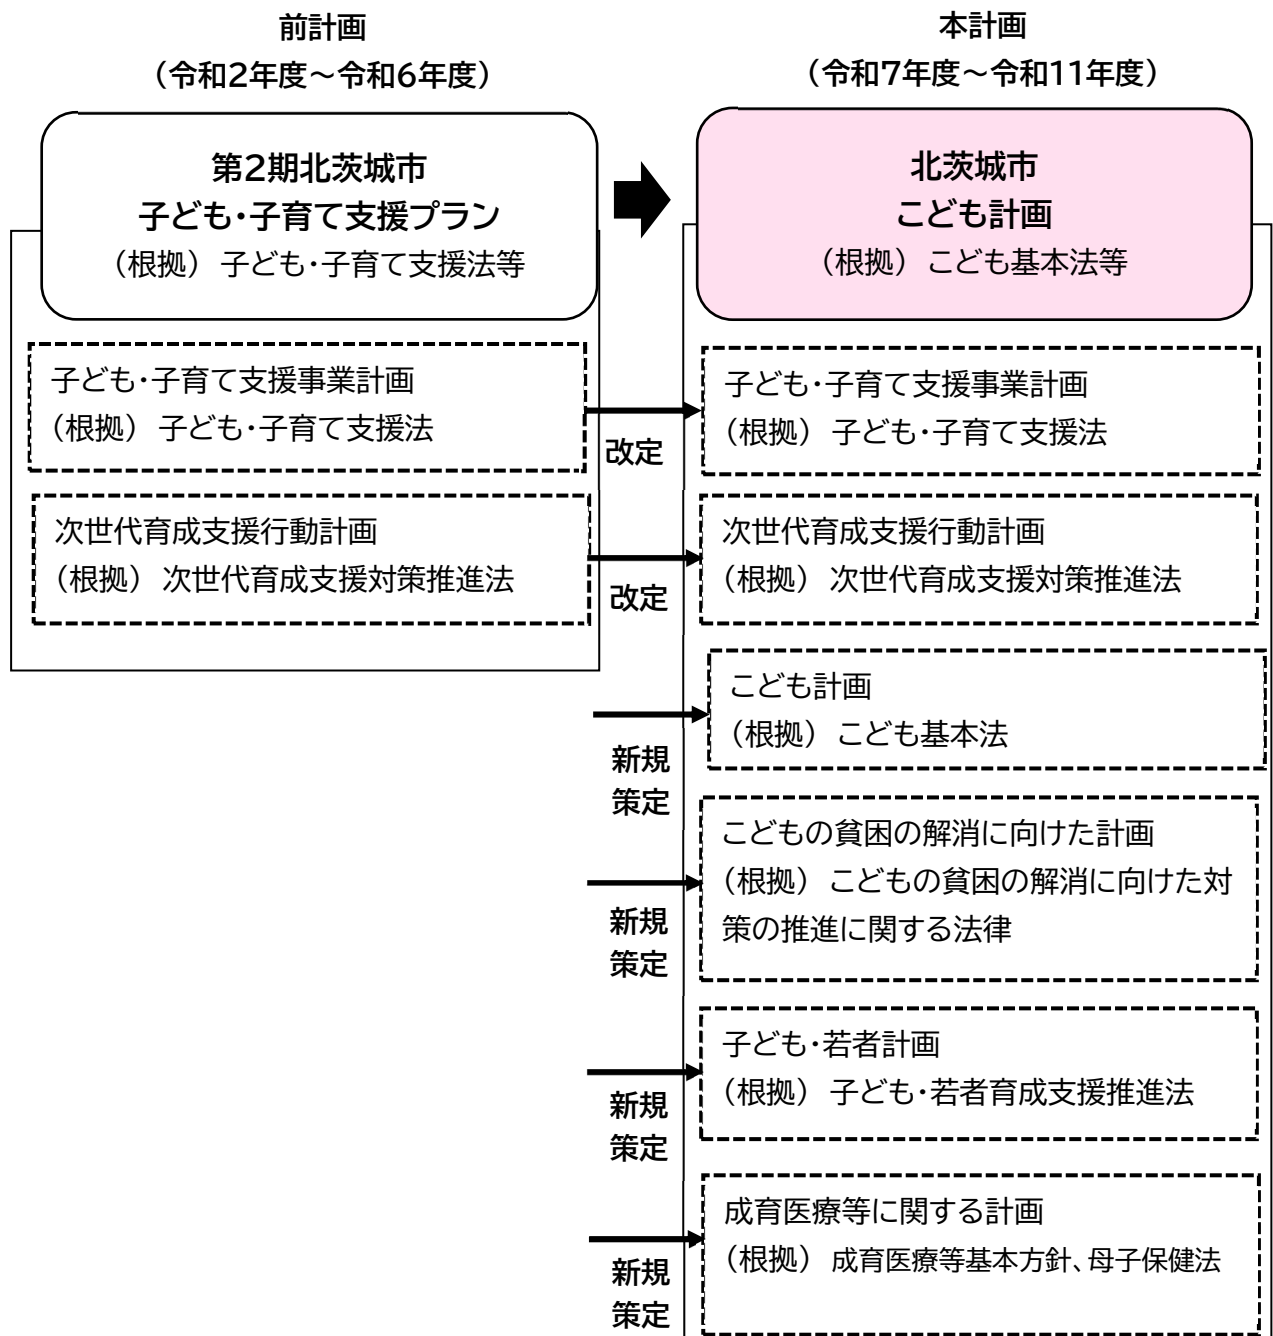 前計画
（令和2年度～令和6年度）
第2期北茨城市
子ども・子育て支援プラン
（根拠）子ども・子育て支援法等
子ども・子育て支援事業計画
（根拠）子ども・子育て支援法
次世代育成支援行動計画
（根拠）次世代育成支援対策推進法
本計画
（令和7年度～令和11年度）
北茨城市
こども計画
（根拠）こども基本法等
改定
子ども・子育て支援事業計画
（根拠）子ども・子育て支援法
改定
次世代育成支援行動計画
（根拠）次世代育成支援対策推進法
新規
策定
こども計画
（根拠）こども基本法
新規
策定
こどもの貧困の解消に向けた計画
（根拠）こどもの貧困の解消に向けた対
策の推進に関する法律
新規
策定
子ども・若者計画
（根拠）子ども・若者育成支援推進法
新規
策定
成育医療等に関する計画
（根拠）成育医療等基本方針、母子保健法